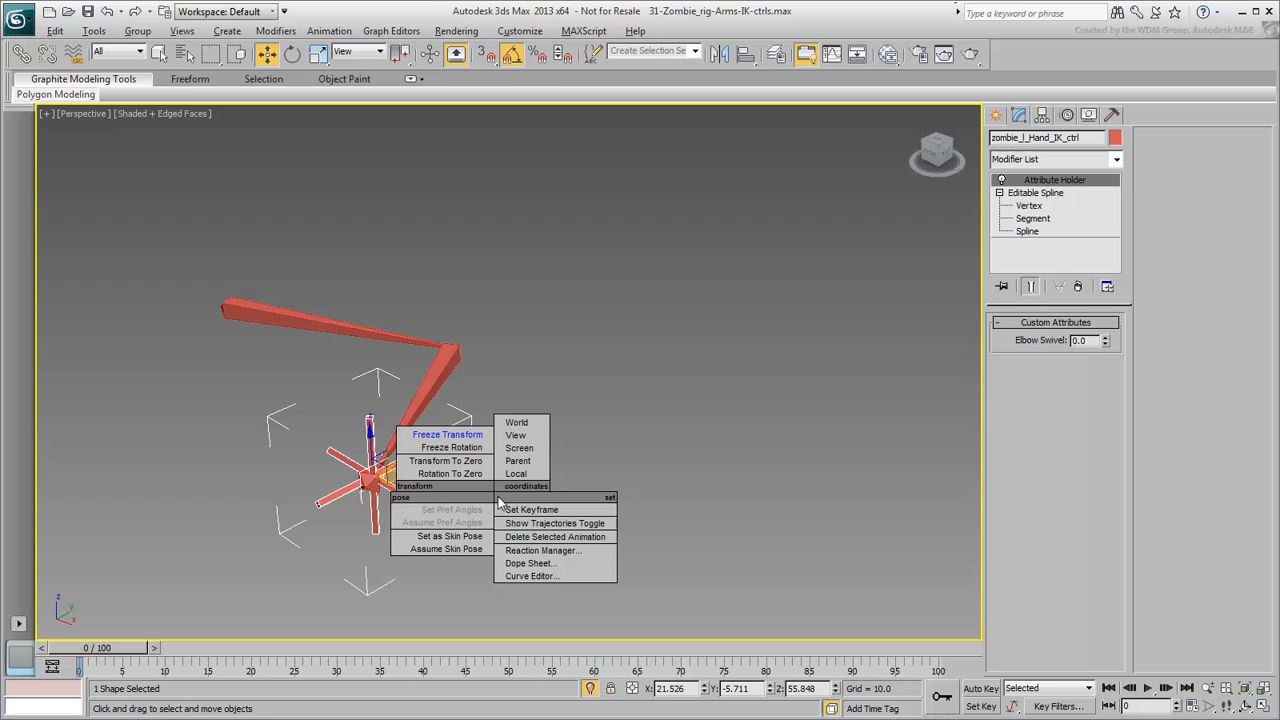 Workspace: Default
Autodesk 3ds Max 2013 x64 - Not for Resale 31-Zombie_rig-Arms-IK-ctrls.max
Type a keyword or phrase
Edit Tools Group Views Create Modifiers Animation Graph Editors Rendering Customize MAXScript Help
Created by the WDM Group, Autodesk M&E
All
View
Create Selection Se
Graphite Modeling Tools Freeform Selection Object Paint
Polygon Modeling
[+] [Perspective] [Shaded + Edged Faces]
zombie_l_Hand_IK_ctrl
Modifier List
Attribute Holder
Editable Spline
Vertex
Segment
Spline
Custom Attributes
Elbow Swivel: 0.0
World
Freeze Transform View
Freeze Rotation Screen
Transform To Zero Parent
Rotation To Zero Local
transform coordinates
pose set
Set Pref Angles Set Keyframe
Assume Pref Angles Show Trajectories Toggle
Set as Skin Pose Delete Selected Animation
Assume Skin Pose Reaction Manager...
Dope Sheet...
Curve Editor...
z
y
x
< 0 / 100 >
0 5 10 15 20 25 30 35 40 45 50 55 60 65 70 75 80 85 90 95 100
1 Shape Selected X: 21.526 Y: -5.711 Z: 55.848 Grid = 10.0 Auto Key Selected
Click and drag to select and move objects Add Time Tag Set Key Key Filters... 0